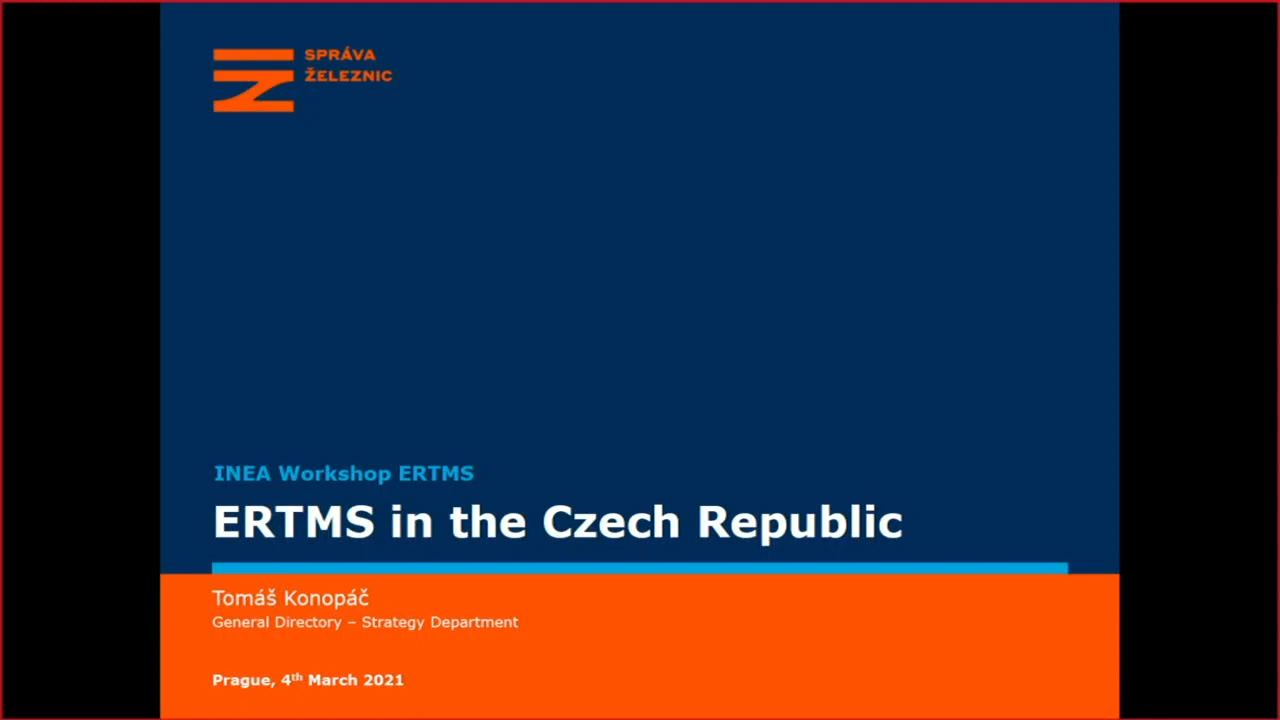 SPRÁVA
ŽELEZNIC
INEA Workshop ERTMS
ERTMS in the Czech Republic
Tomáš Konopáč
General Directory – Strategy Department
Prague, 4th March 2021